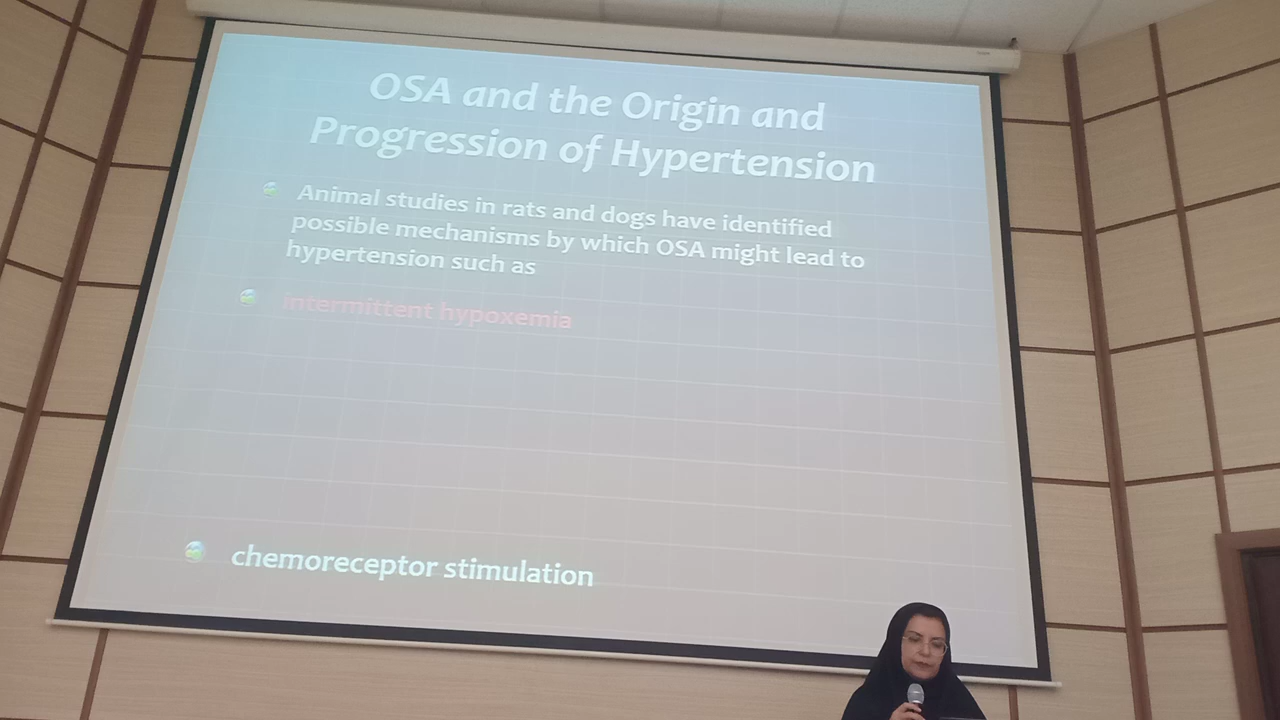 OSA and the Origin and
Progression of Hypertension
Animal studies in rats and dogs have identified
possible mechanisms by which OSA might lead to
hypertension such as
intermittent hypoxemia
chemoreceptor stimulation